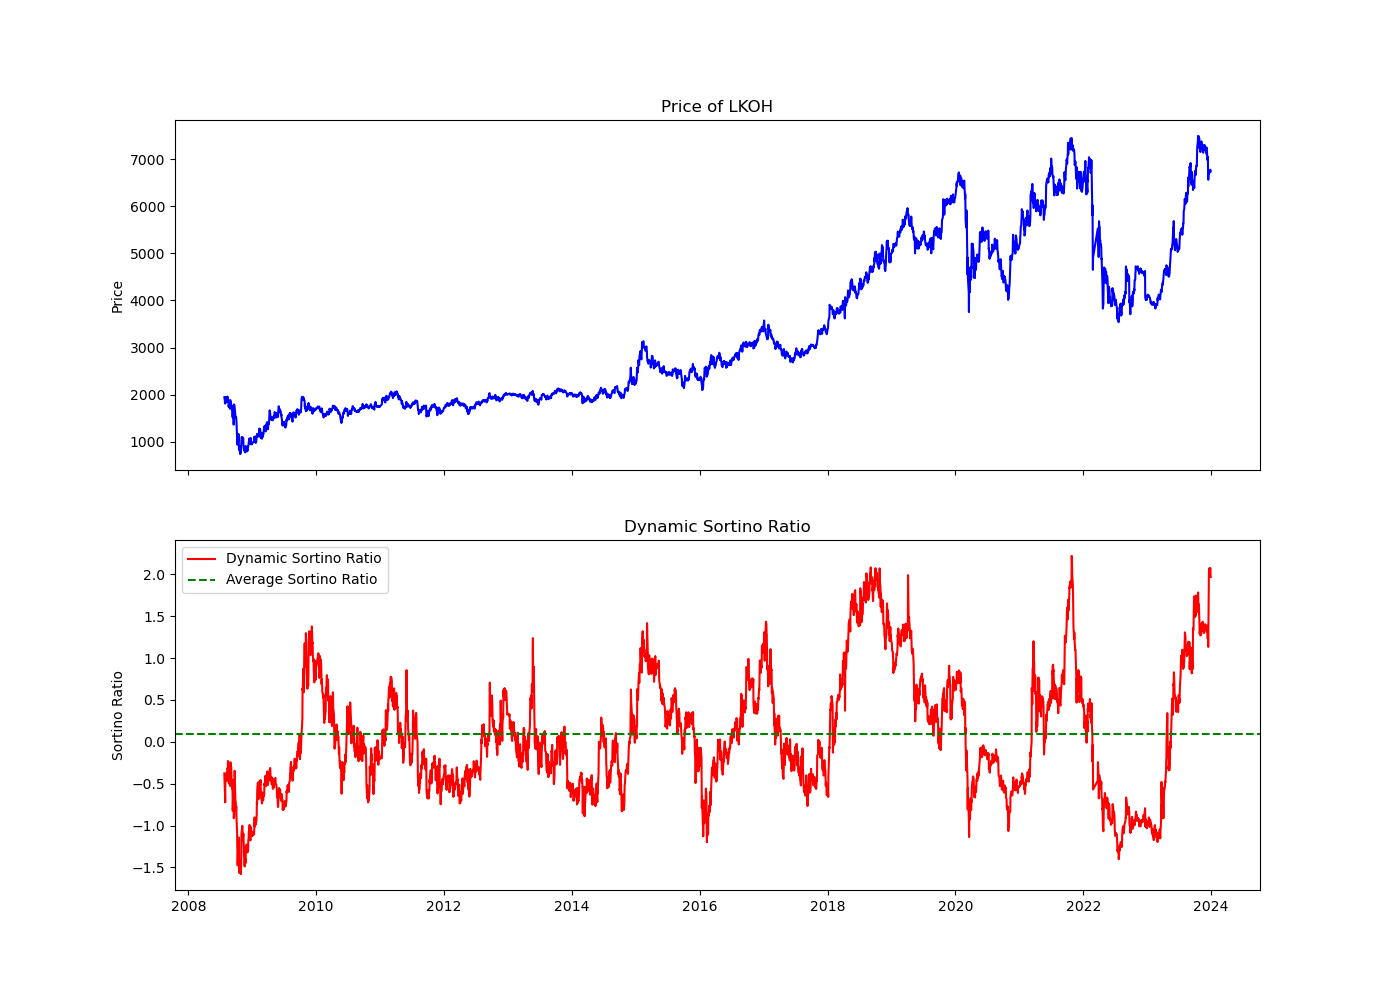 Price of LKOH
7000
6000
5000
4000
3000
2000
1000
Price
Dynamic Sortino Ratio
Dynamic Sortino Ratio
Average Sortino Ratio
2.0
1.5
1.0
0.5
0.0
−0.5
−1.0
−1.5
Sortino Ratio
2008 2010 2012 2014 2016 2018 2020 2022 2024